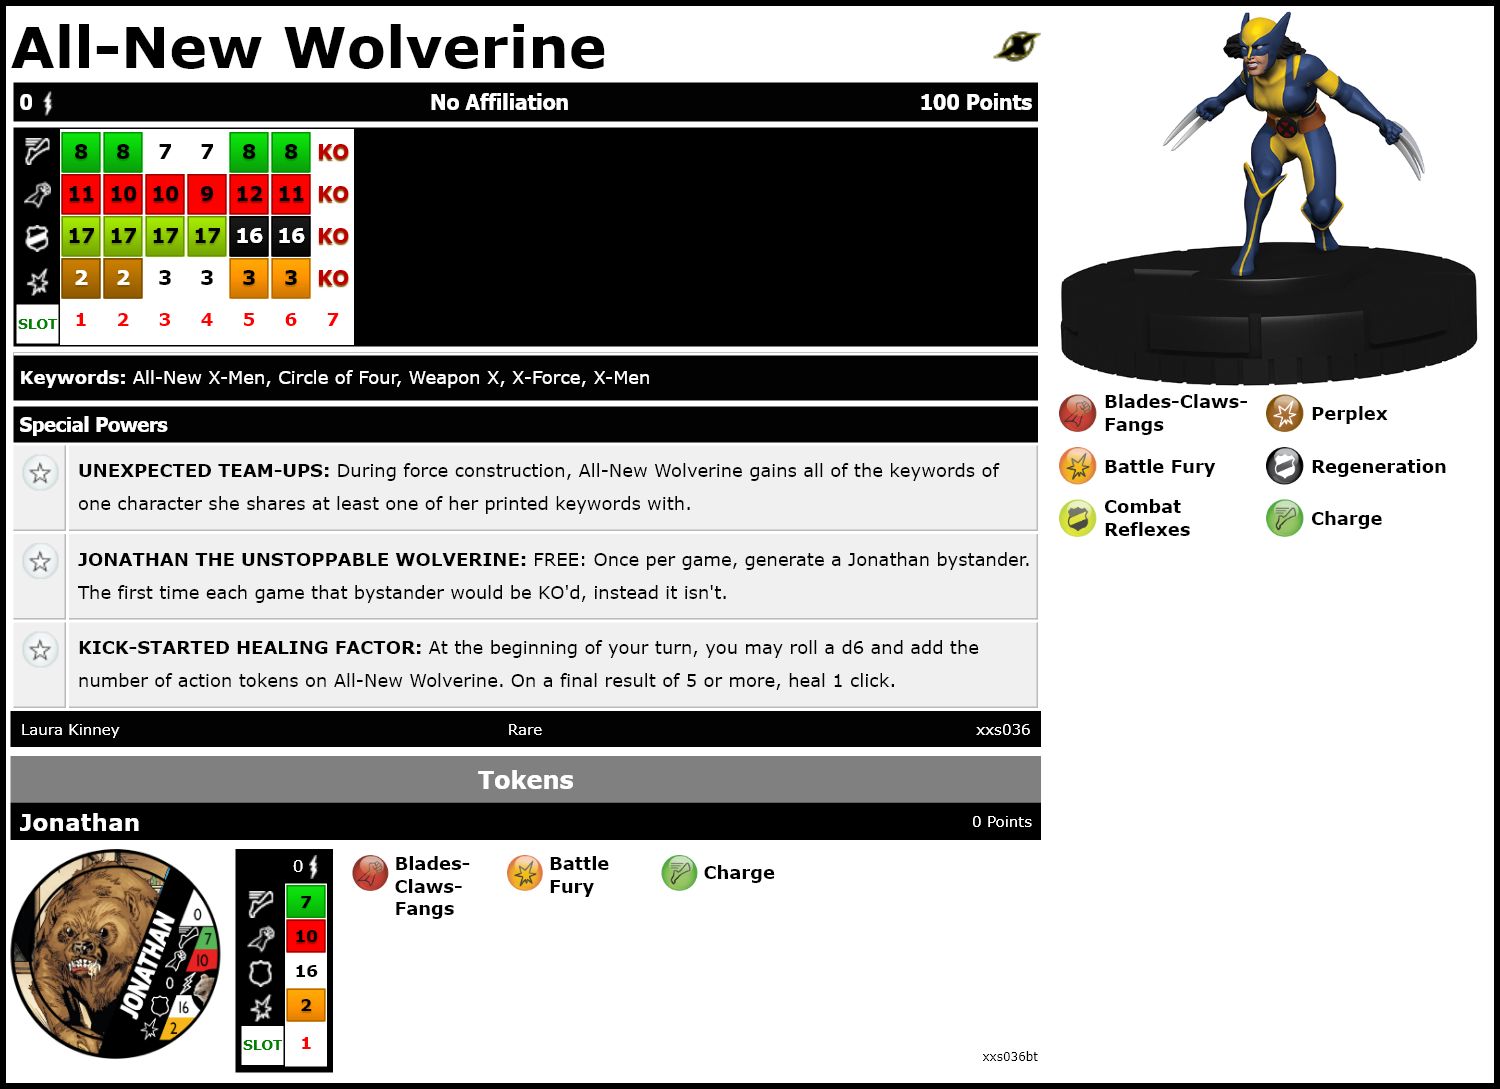 All-New Wolverine
0 No Affiliation 100 Points
8 8 7 7 8 8 KO
11 10 10 9 12 11 KO
17 17 17 17 16 16 KO
2 2 3 3 3 3 KO
SLOT 1 2 3 4 5 6 7
Keywords: All-New X-Men, Circle of Four, Weapon X, X-Force, X-Men
Special Powers
UNEXPECTED TEAM-UPS: During force construction, All-New Wolverine gains all of the keywords of
one character she shares at least one of her printed keywords with.
JONATHAN THE UNSTOPPABLE WOLVERINE: FREE: Once per game, generate a Jonathan bystander.
The first time each game that bystander would be KO'd, instead it isn't.
KICK-STARTED HEALING FACTOR: At the beginning of your turn, you may roll a d6 and add the
number of action tokens on All-New Wolverine. On a final result of 5 or more, heal 1 click.
Laura Kinney Rare xxs036
Blades-Claws-
Fangs
Perplex
Battle Fury
Regeneration
Combat
Reflexes
Charge
Tokens
Jonathan 0 Points
JONATHAN
0
7
10
0
16
2
0
7
10
16
2
SLOT 1
Blades-
Claws-
Fangs
Battle
Fury
Charge
xxs036bt